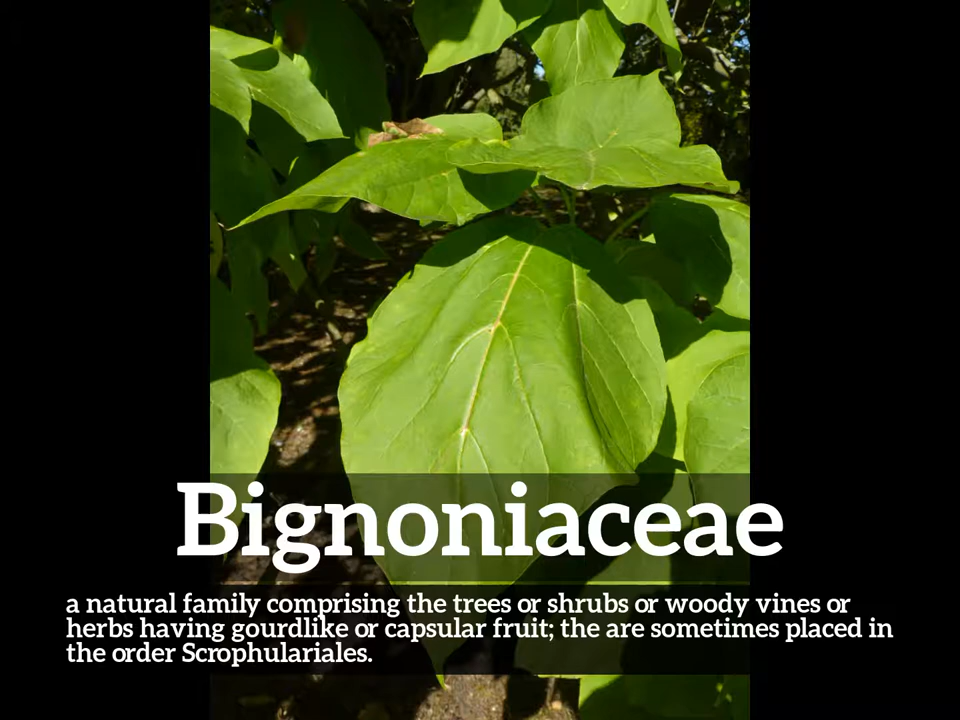 Bignoniaceae
a natural family comprising the trees or shrubs or woody vines or
herbs having gourdlike or capsular fruit; the are sometimes placed in
the order Scrophulariales.